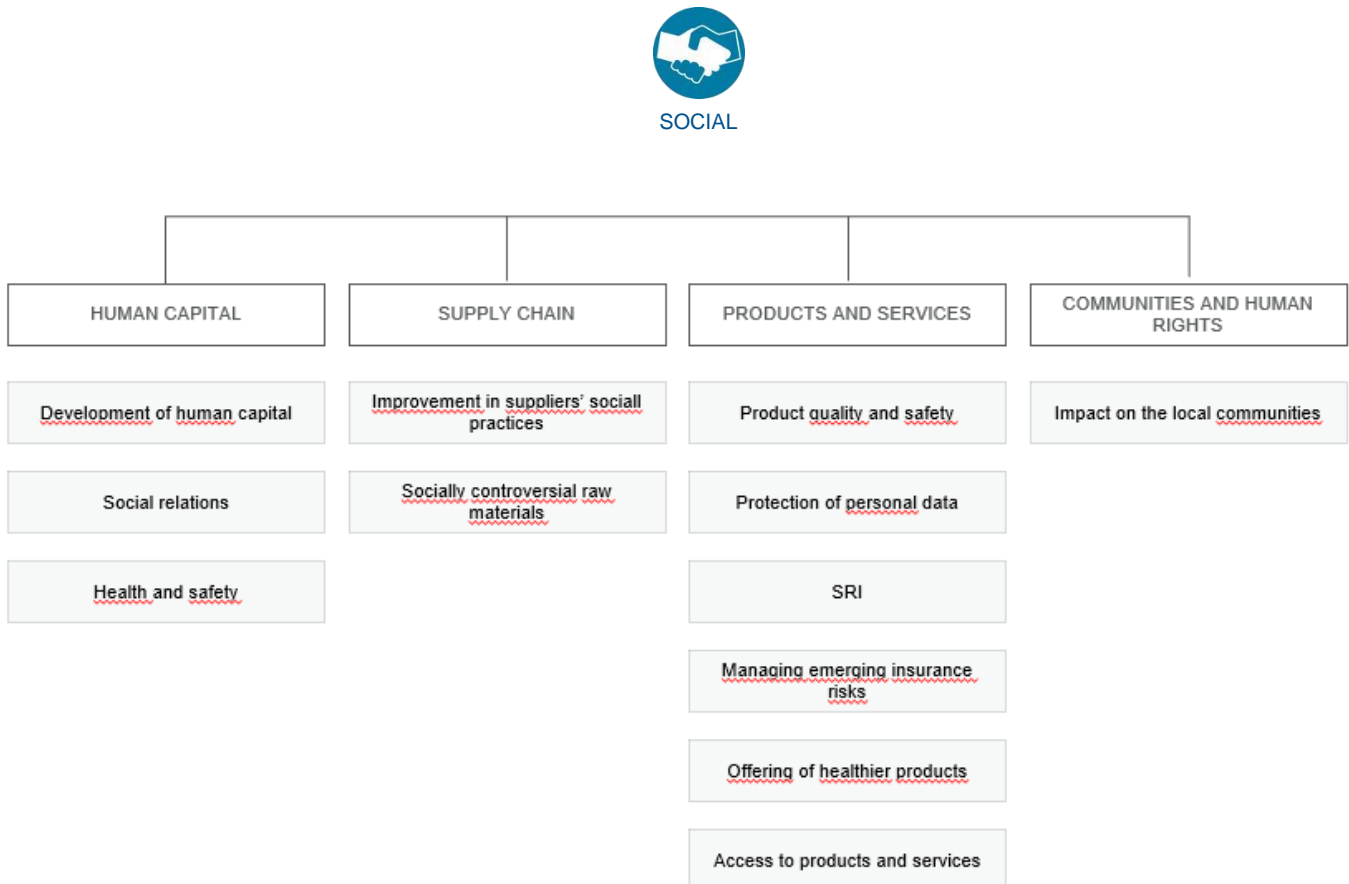 SOCIAL
HUMAN CAPITAL
SUPPLY CHAIN
PRODUCTS AND SERVICES
COMMUNITIES AND HUMAN
RIGHTS
Development of human capital
Social relations
Health and safety
Improvement in suppliers' sociall
practices
Socially controversial raw
materials
Product quality and safety
Protection of personal data
SRI
Managing emerging insurance
risks
Offering of healthier products
Access to products and services
Impact on the local communities